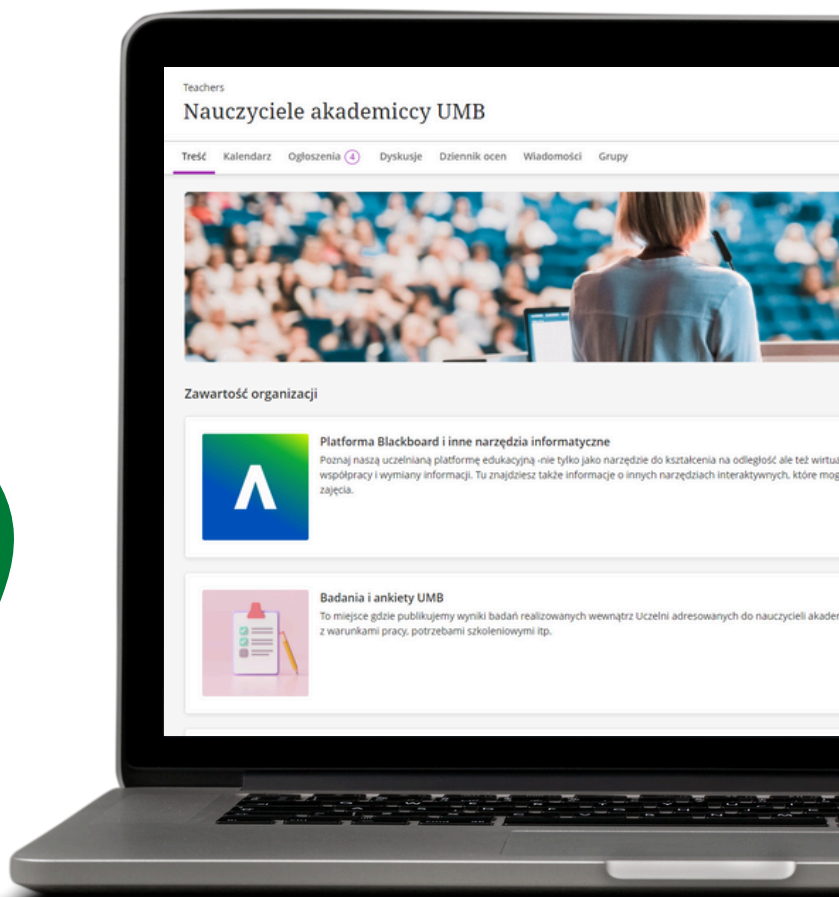 Teachers
Nauczyciele akademiccy UMB
Treść Kalendarz Ogłoszenia 4 Dyskusje Dziennik ocen Wiadomości Grupy
Zawartość organizacji
Platforma Blackboard i inne narzędzia informatyczne
Poznaj naszą uczelnianą platformę edukacyjną -nie tylko jako narzędzie do kształcenia na odległość ale też
współpracy i wymiany informacji. Tu znajdziesz także informacje o innych narzędziach interaktywnych, które
zajęcia.
Badania i ankiety UMB
To miejsce gdzie publikujemy wyniki badań realizowanych wewnątrz Uczelni adresowanych do nauczycieli
z warunkami pracy, potrzebami szkoleniowymi itp.